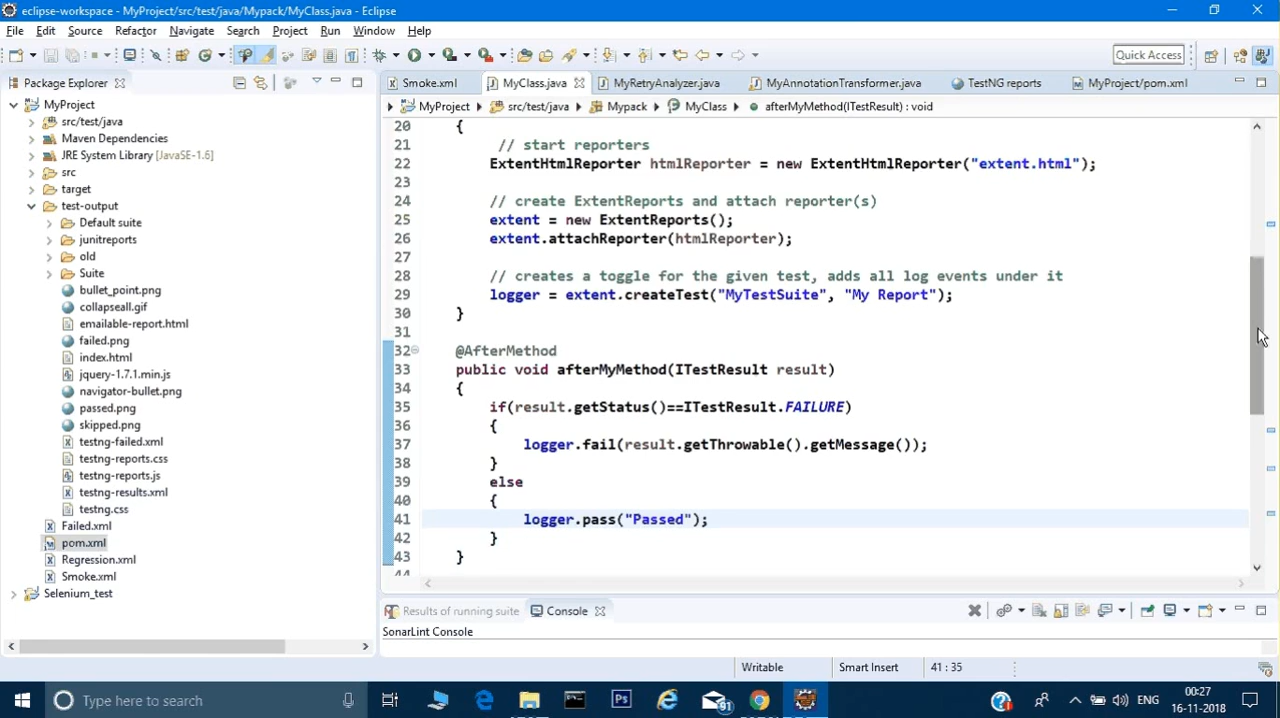 eclipse-workspace - MyProject/src/test/java/Mypack/MyClass.java - Eclipse
File Edit Source Refactor Navigate Search Project Run Window Help
Quick Access
Package Explorer
Smoke.xml MyClass.java MyRetryAnalyzer.java MyAnnotationTransformer.java TestNG reports MyProject/pom.xml
MyProject src/test/java Mypack MyClass afterMyMethod(ITestResult) : void
MyProject
src/test/java
Maven Dependencies
JRE System Library [JavaSE-1.6]
src
target
test-output
Default suite
junitreports
old
Suite
bullet_point.png
collapseall.gif
emailable-report.html
failed.png
index.html
jquery-1.7.1.min.js
navigator-bullet.png
passed.png
skipped.png
testng-failed.xml
testng-reports.css
testng-reports.js
testng-results.xml
testng.css
Failed.xml
pom.xml
Regression.xml
Smoke.xml
Selenium_test
20 {
21 // start reporters
22 ExtentHtmlReporter htmlReporter = new ExtentHtmlReporter("extent.html");
23
24 // create ExtentReports and attach reporter(s)
25 extent = new ExtentReports();
26 extent.attachReporter(htmlReporter);
27
28 // creates a toggle for the given test, adds all log events under it
29 logger = extent.createTest("MyTestSuite", "My Report");
30 }
31
32 @AfterMethod
33 public void afterMyMethod(ITestResult result)
34 {
35 if(result.getStatus()==ITestResult.FAILURE)
36 {
37 logger.fail(result.getThrowable().getMessage());
38 }
39 else
40 {
41 logger.pass("Passed");
42 }
43 }
44
Results of running suite Console
SonarLint Console
Writable Smart Insert 41 : 35
Type here to search
91
ENG
00:27
16-11-2018